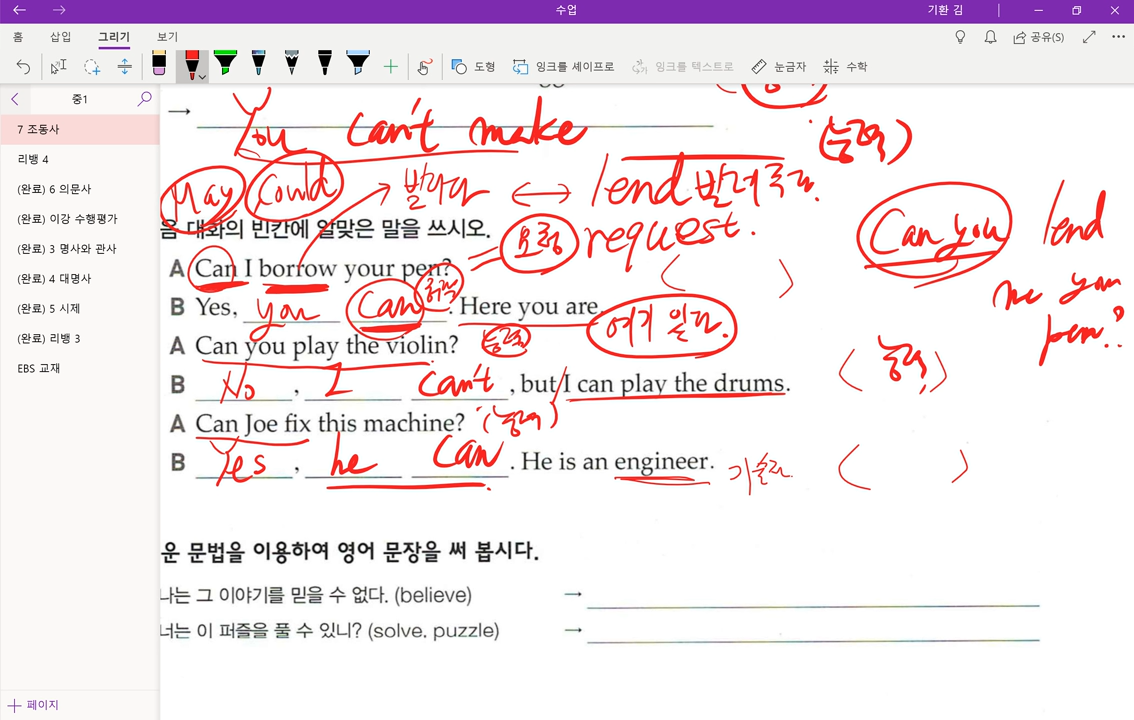 수업
기환 김
홈 삽입 그리기 보기
공유(S)
도형 잉크를 셰이프로 잉크를 텍스트로 눈금자 수학
중1
7 조동사
리뱅 4
(완료) 6 의문사
(완료) 이강 수행평가
(완료) 3 명사와 관사
(완료) 4 대명사
(완료) 5 시제
(완료) 리뱅 3
EBS 교재
페이지
→ You can't make
(능력)
May Could → 빌리다 ↔ lend 빌려주다.
음 대화의 빈칸에 알맞은 말을 쓰시오. = 요청 request.
Can you lend
me your
pen?
A Can I borrow your pen?
B Yes, you can. 허락 Here you are. 여기 있다.
A Can you play the violin? 능력
B No, I can't, but I can play the drums. (능력)
A Can Joe fix this machine? (능력)
B Yes, he can. He is an engineer. 기술자 ( )
운 문법을 이용하여 영어 문장을 써 봅시다.
나는 그 이야기를 믿을 수 없다. (believe) →
너는 이 퍼즐을 풀 수 있니? (solve, puzzle) →